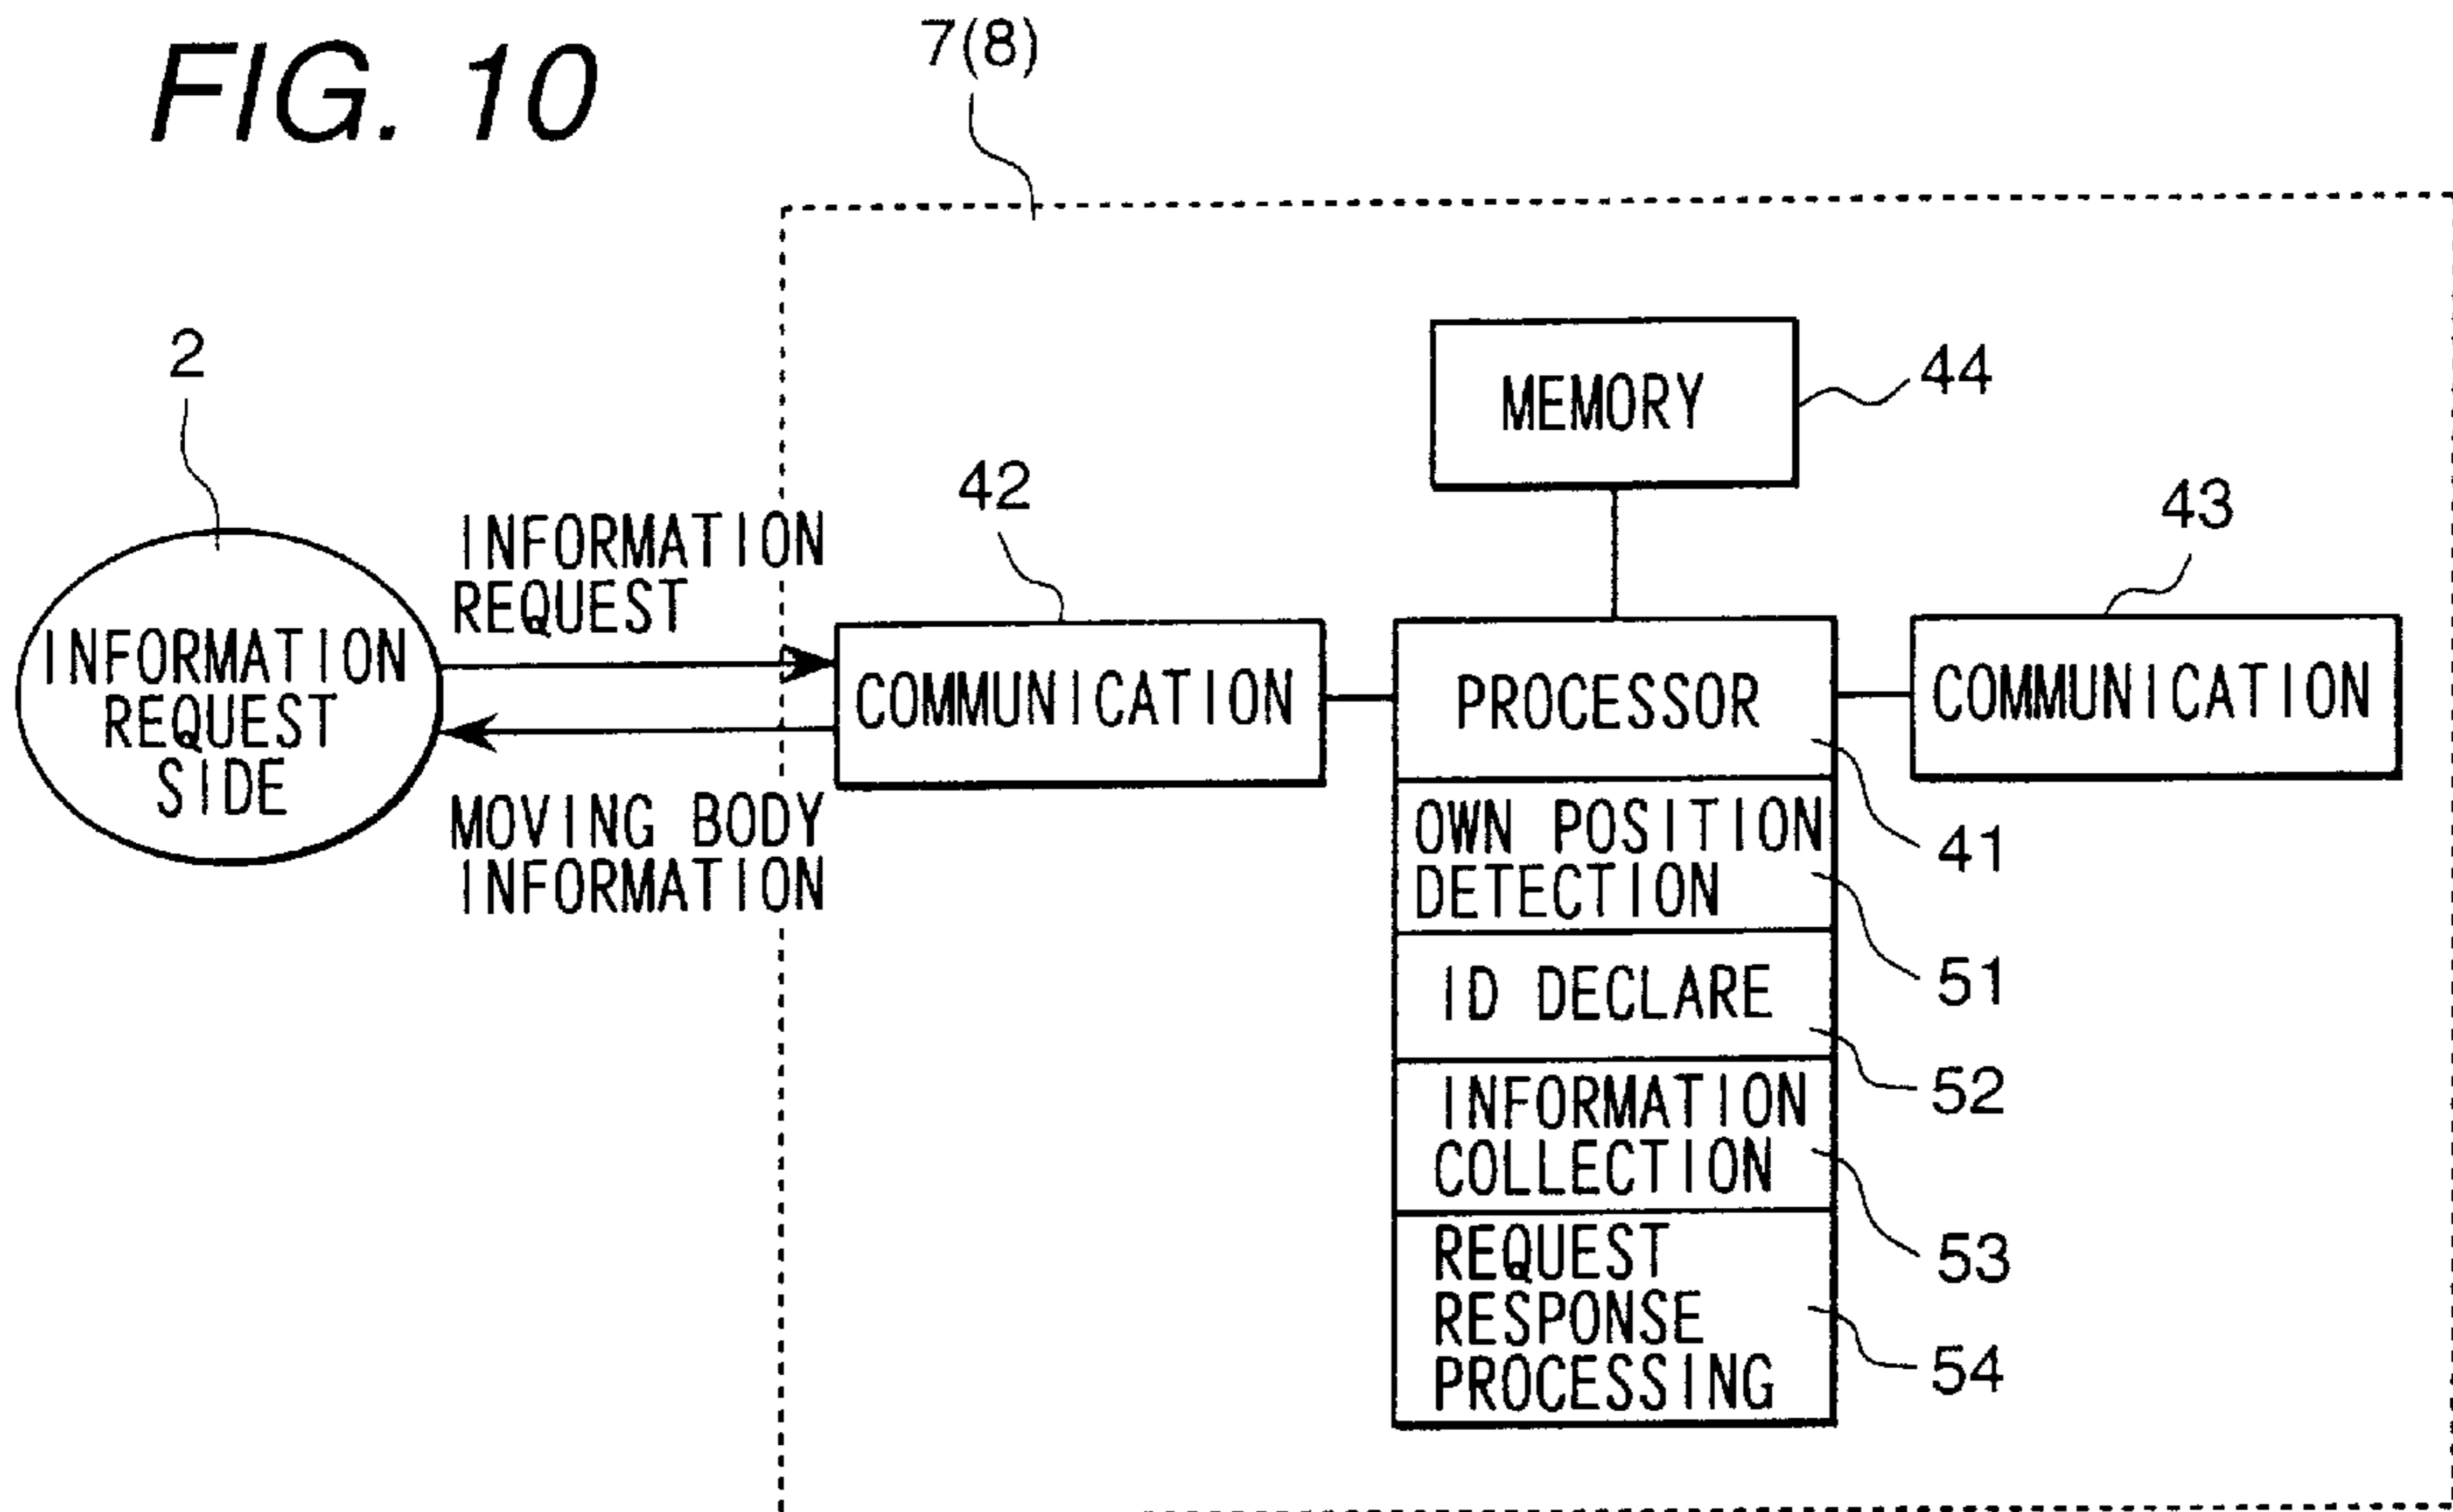 FIG. 10
7(8)
2
INFORMATION
REQUEST
SIDE
INFORMATION
REQUEST
MOVING BODY
INFORMATION
42
COMMUNICATION
MEMORY
44
PROCESSOR
41
43
COMMUNICATION
OWN POSITION
DETECTION
51
ID DECLARE
52
INFORMATION
COLLECTION
53
REQUEST
RESPONSE
PROCESSING
54